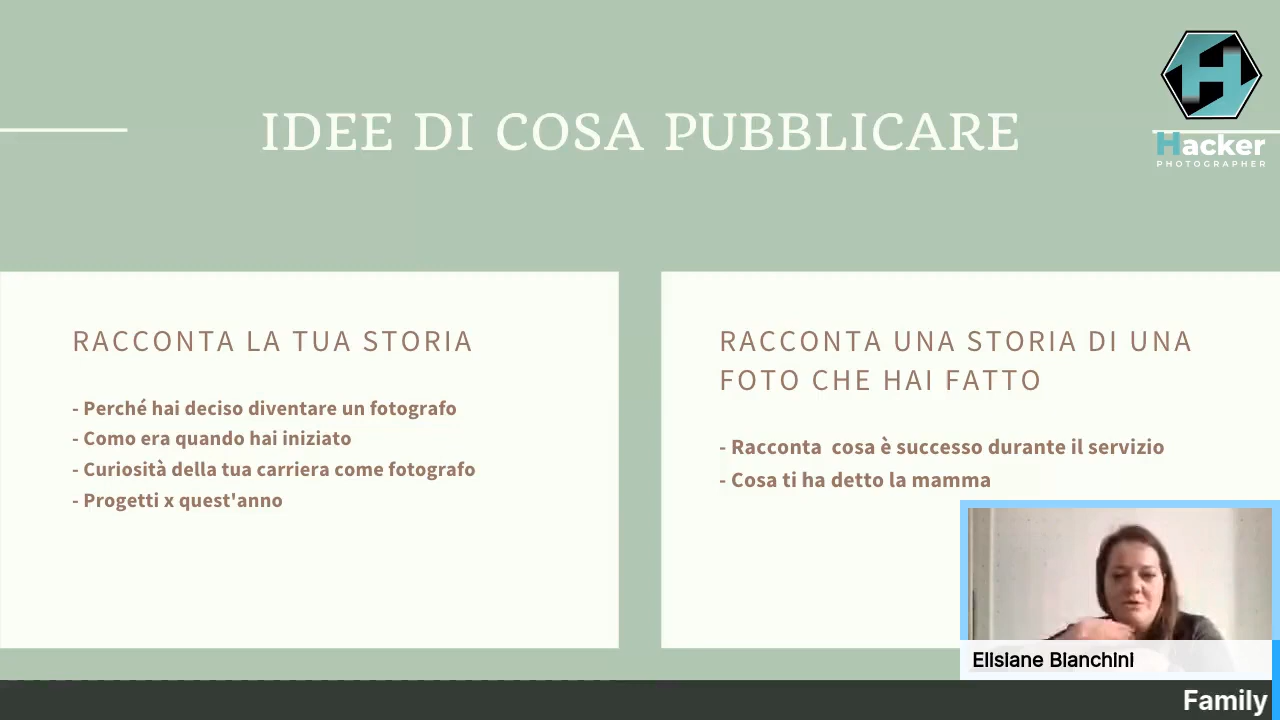 IDEE DI COSA PUBBLICARE
H
Hacker
PHOTOGRAPHER
RACCONTA LA TUA STORIA
- Perché hai deciso diventare un fotografo
- Como era quando hai iniziato
- Curiosità della tua carriera come fotografo
- Progetti x quest'anno
RACCONTA UNA STORIA DI UNA
FOTO CHE HAI FATTO
- Racconta  cosa è successo durante il servizio
- Cosa ti ha detto la mamma
Elisiane Bianchini
Family